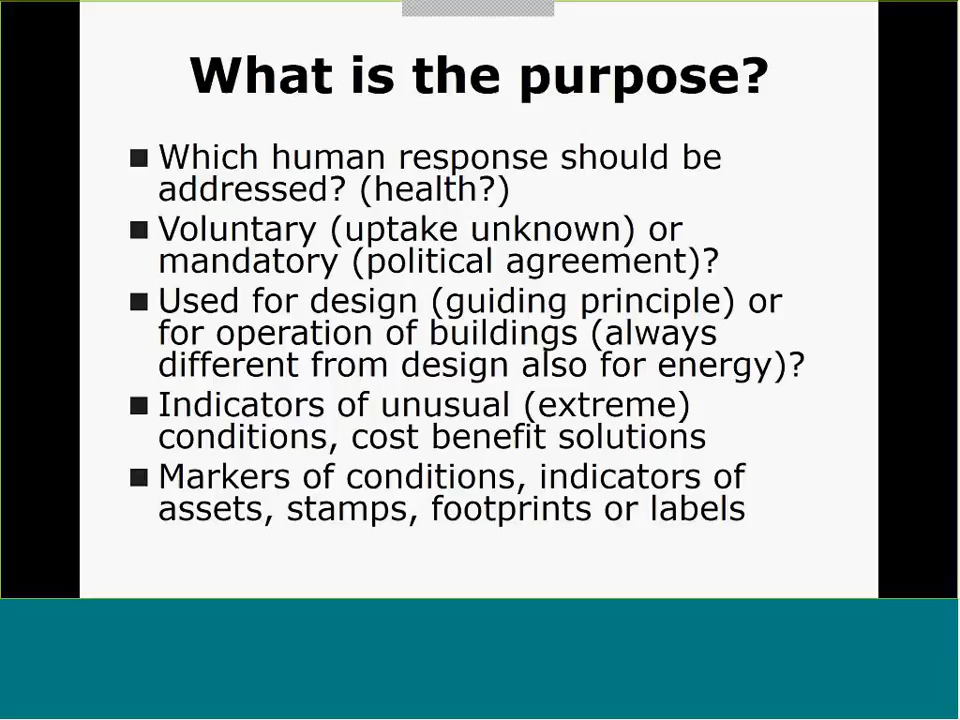 What is the purpose?
Which human response should be
addressed? (health?)
Voluntary (uptake unknown) or
mandatory (political agreement)?
Used for design (guiding principle) or
for operation of buildings (always
different from design also for energy)?
Indicators of unusual (extreme)
conditions, cost benefit solutions
Markers of conditions, indicators of
assets, stamps, footprints or labels